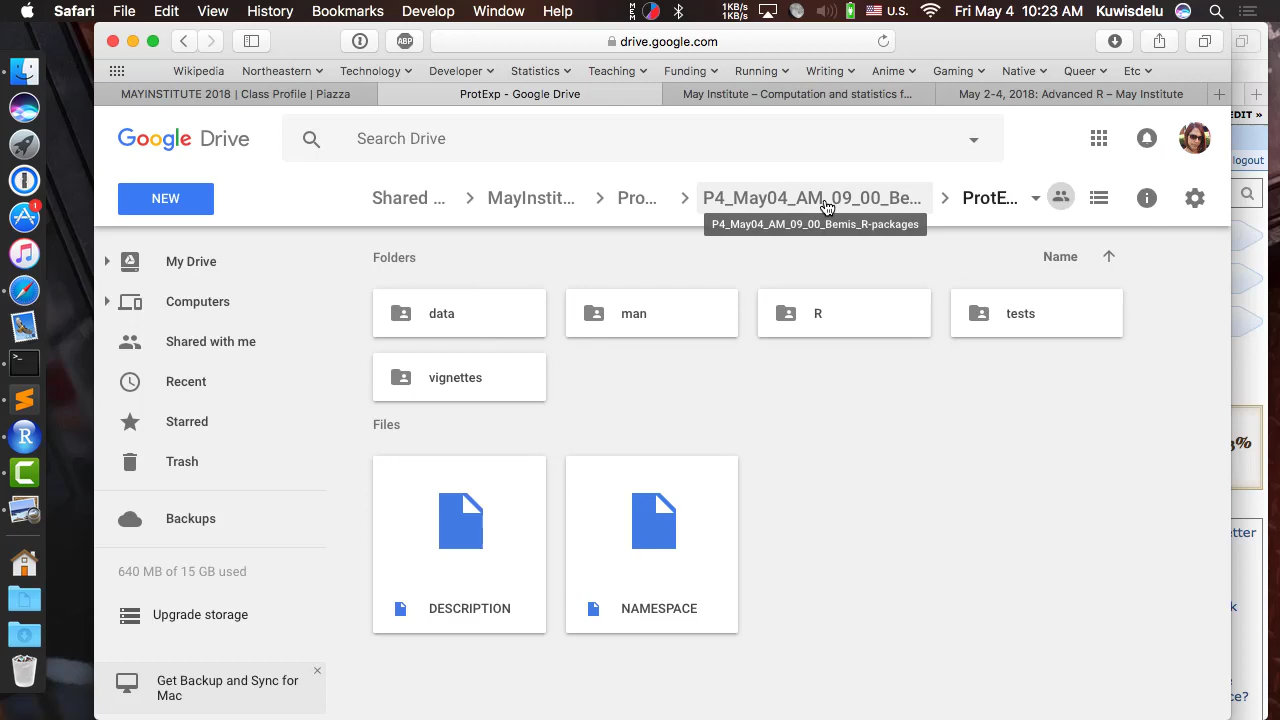 Safari File Edit View History Bookmarks Develop Window Help 1KB/s 1KB/s U.S. Fri May 4 10:23 AM Kuwisdelu
ABP drive.google.com
Wikipedia Northeastern Technology Developer Statistics Teaching Funding Running Writing Anime Gaming Native Queer Etc
MAYINSTITUTE 2018 | Class Profile | Piazza ProtExp - Google Drive May Institute – Computation and statistics f... May 2-4, 2018: Advanced R – May Institute
Google Drive Search Drive
NEW Shared ... MayInstit... Pro... P4_May04_AM_09_00_Be... ProtE...
P4_May04_AM_09_00_Bemis_R-packages
My Drive
Computers
Shared with me
Recent
Starred
Trash
Backups
640 MB of 15 GB used
Upgrade storage
Get Backup and Sync for
Mac
Folders Name
data man R tests
vignettes
Files
DESCRIPTION NAMESPACE
logout
%
etter
k
e
ce?
1